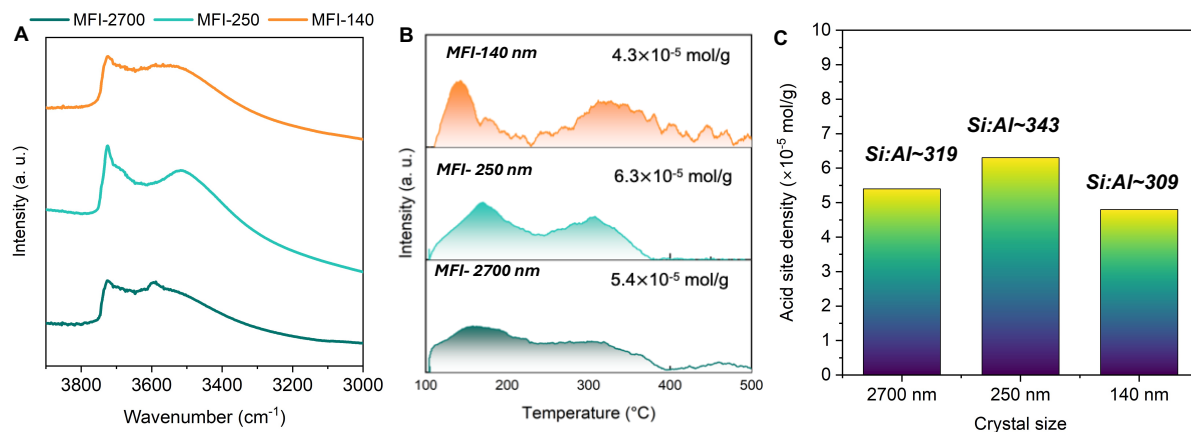 MFI-2700 MFI-250 MFI-140
A
Intensity (a. u.)
3800 3600 3400 3200 3000
Wavenumber (cm⁻¹)
B
MFI-140 nm 4.3×10⁻⁵ mol/g
MFI- 250 nm 6.3×10⁻⁵ mol/g
MFI- 2700 nm 5.4×10⁻⁵ mol/g
Intensity (a. u.)
100 200 300 400 500
Temperature (°C)
C
Acid site density (×10⁻⁵ mol/g)
10
9
8
7
6
5
4
3
2
1
0
Si:Al~319
Si:Al~343
Si:Al~309
2700 nm 250 nm 140 nm
Crystal size